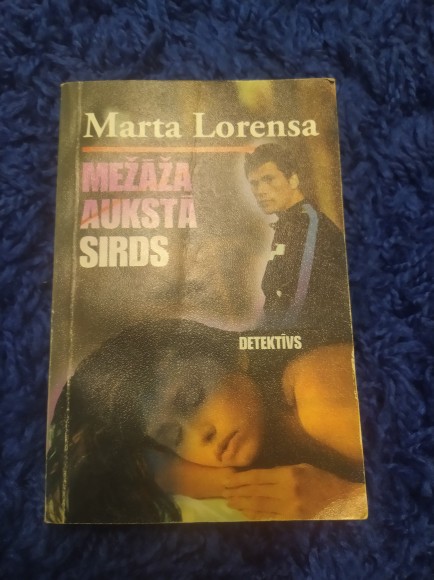 Marta Lorensa
MEŽĀŽA
AUKSTĀ
SIRDS
DETEKTĪVS